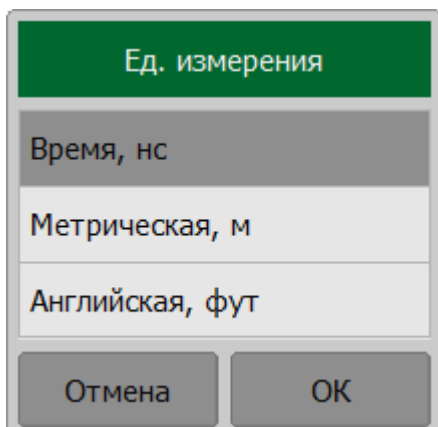 Ед. измерения
Время, нс
Метрическая, м
Английская, фут
Отмена
ОК